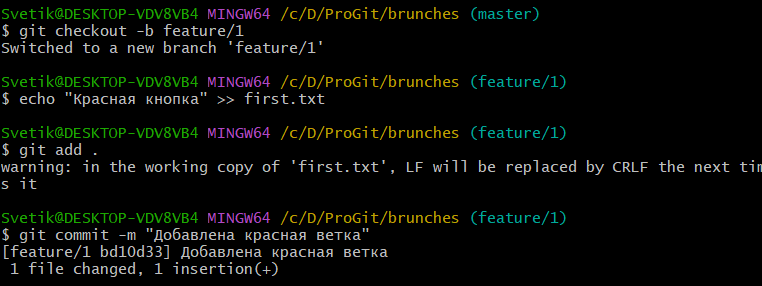 Svetik@DESKTOP-VDV8VB4 MINGW64 /c/D/ProGit/brunches (master)
$ git checkout -b feature/1
Switched to a new branch 'feature/1'
Svetik@DESKTOP-VDV8VB4 MINGW64 /c/D/ProGit/brunches (feature/1)
$ echo "Красная кнопка" >> first.txt
Svetik@DESKTOP-VDV8VB4 MINGW64 /c/D/ProGit/brunches (feature/1)
$ git add .
warning: in the working copy of 'first.txt', LF will be replaced by CRLF the next tim
s it
Svetik@DESKTOP-VDV8VB4 MINGW64 /c/D/ProGit/brunches (feature/1)
$ git commit -m "Добавлена красная ветка"
[feature/1 bd10d33] Добавлена красная ветка
 1 file changed, 1 insertion(+)